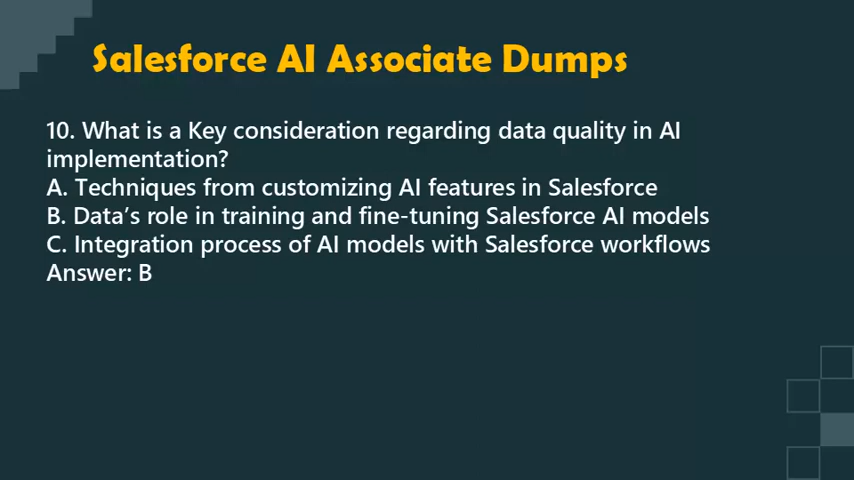 Salesforce AI Associate Dumps
10. What is a Key consideration regarding data quality in AI
implementation?
A. Techniques from customizing AI features in Salesforce
B. Data’s role in training and fine-tuning Salesforce AI models
C. Integration process of AI models with Salesforce workflows
Answer: B